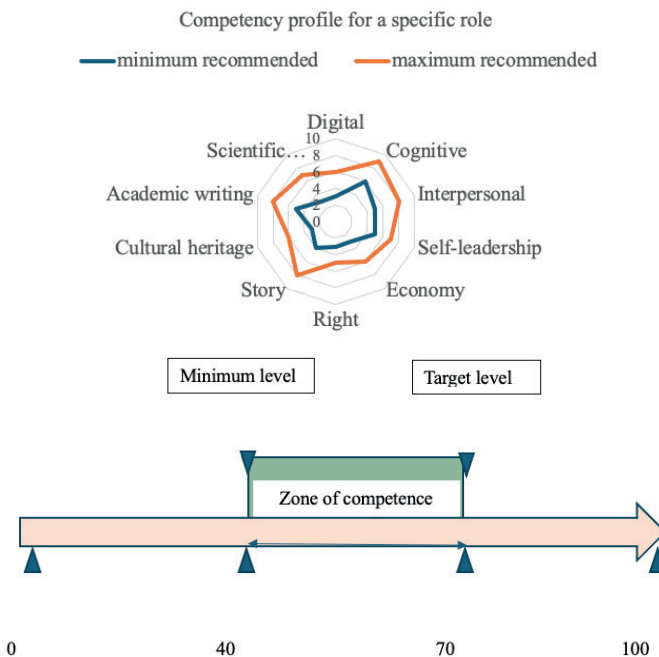 Competency profile for a specific role
minimum recommended maximum recommended
Digital
Cognitive
Interpersonal
Self-leadership
Economy
Right
Story
Cultural heritage
Academic writing
Scientific…
10
8
6
4
2
0
Minimum level Target level
Zone of competence
0 40 70 100